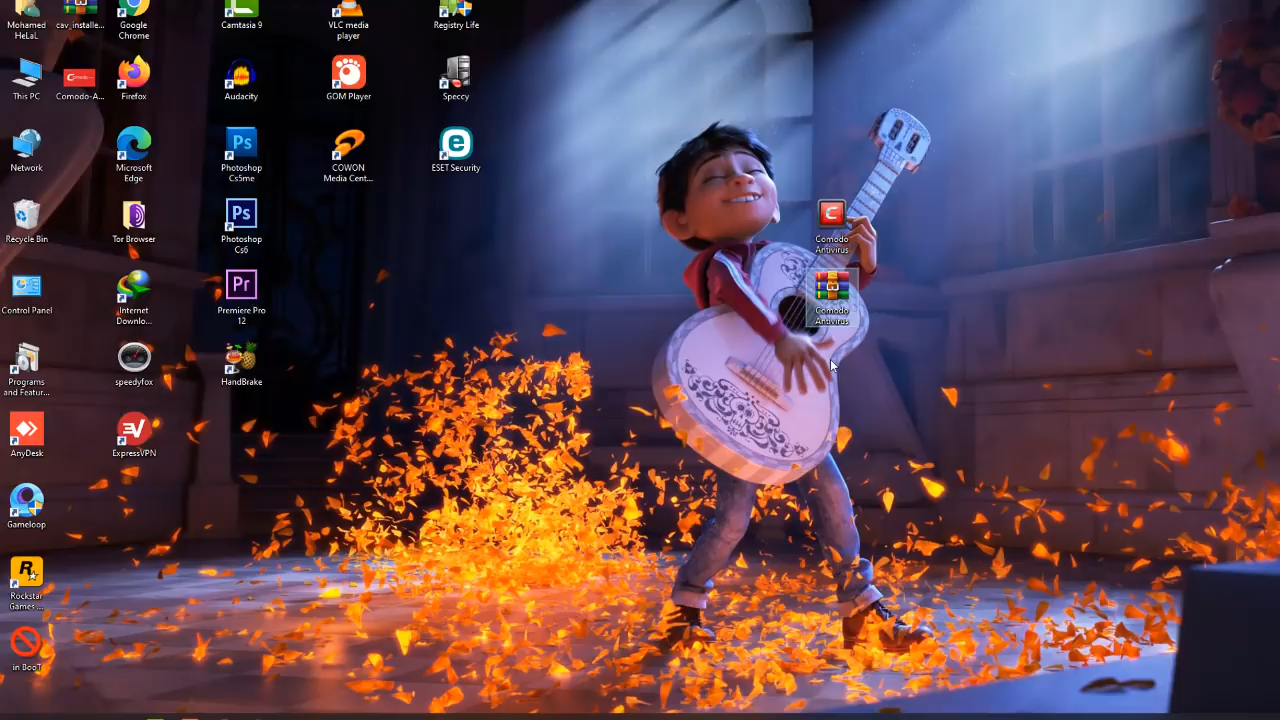 Mohamed
HeLaL
cav_installe...
Google
Chrome
Camtasia 9
VLC media
player
Registry Life
This PC
Comodo-A...
Firefox
Audacity
GOM Player
Speccy
Network
Microsoft
Edge
Ps
Photoshop
Cs5me
COWON
Media Cent...
e
ESET Security
Recycle Bin
Tor Browser
Ps
Photoshop
Cs6
C
Comodo
Antivirus
Control Panel
Internet
Downlo...
Pr
Premiere Pro
12
Comodo
Antivirus
Programs
and Featur...
speedyfox
HandBrake
AnyDesk
ExpressVPN
Gameloop
R
Rockstar
Games ...
in BooT